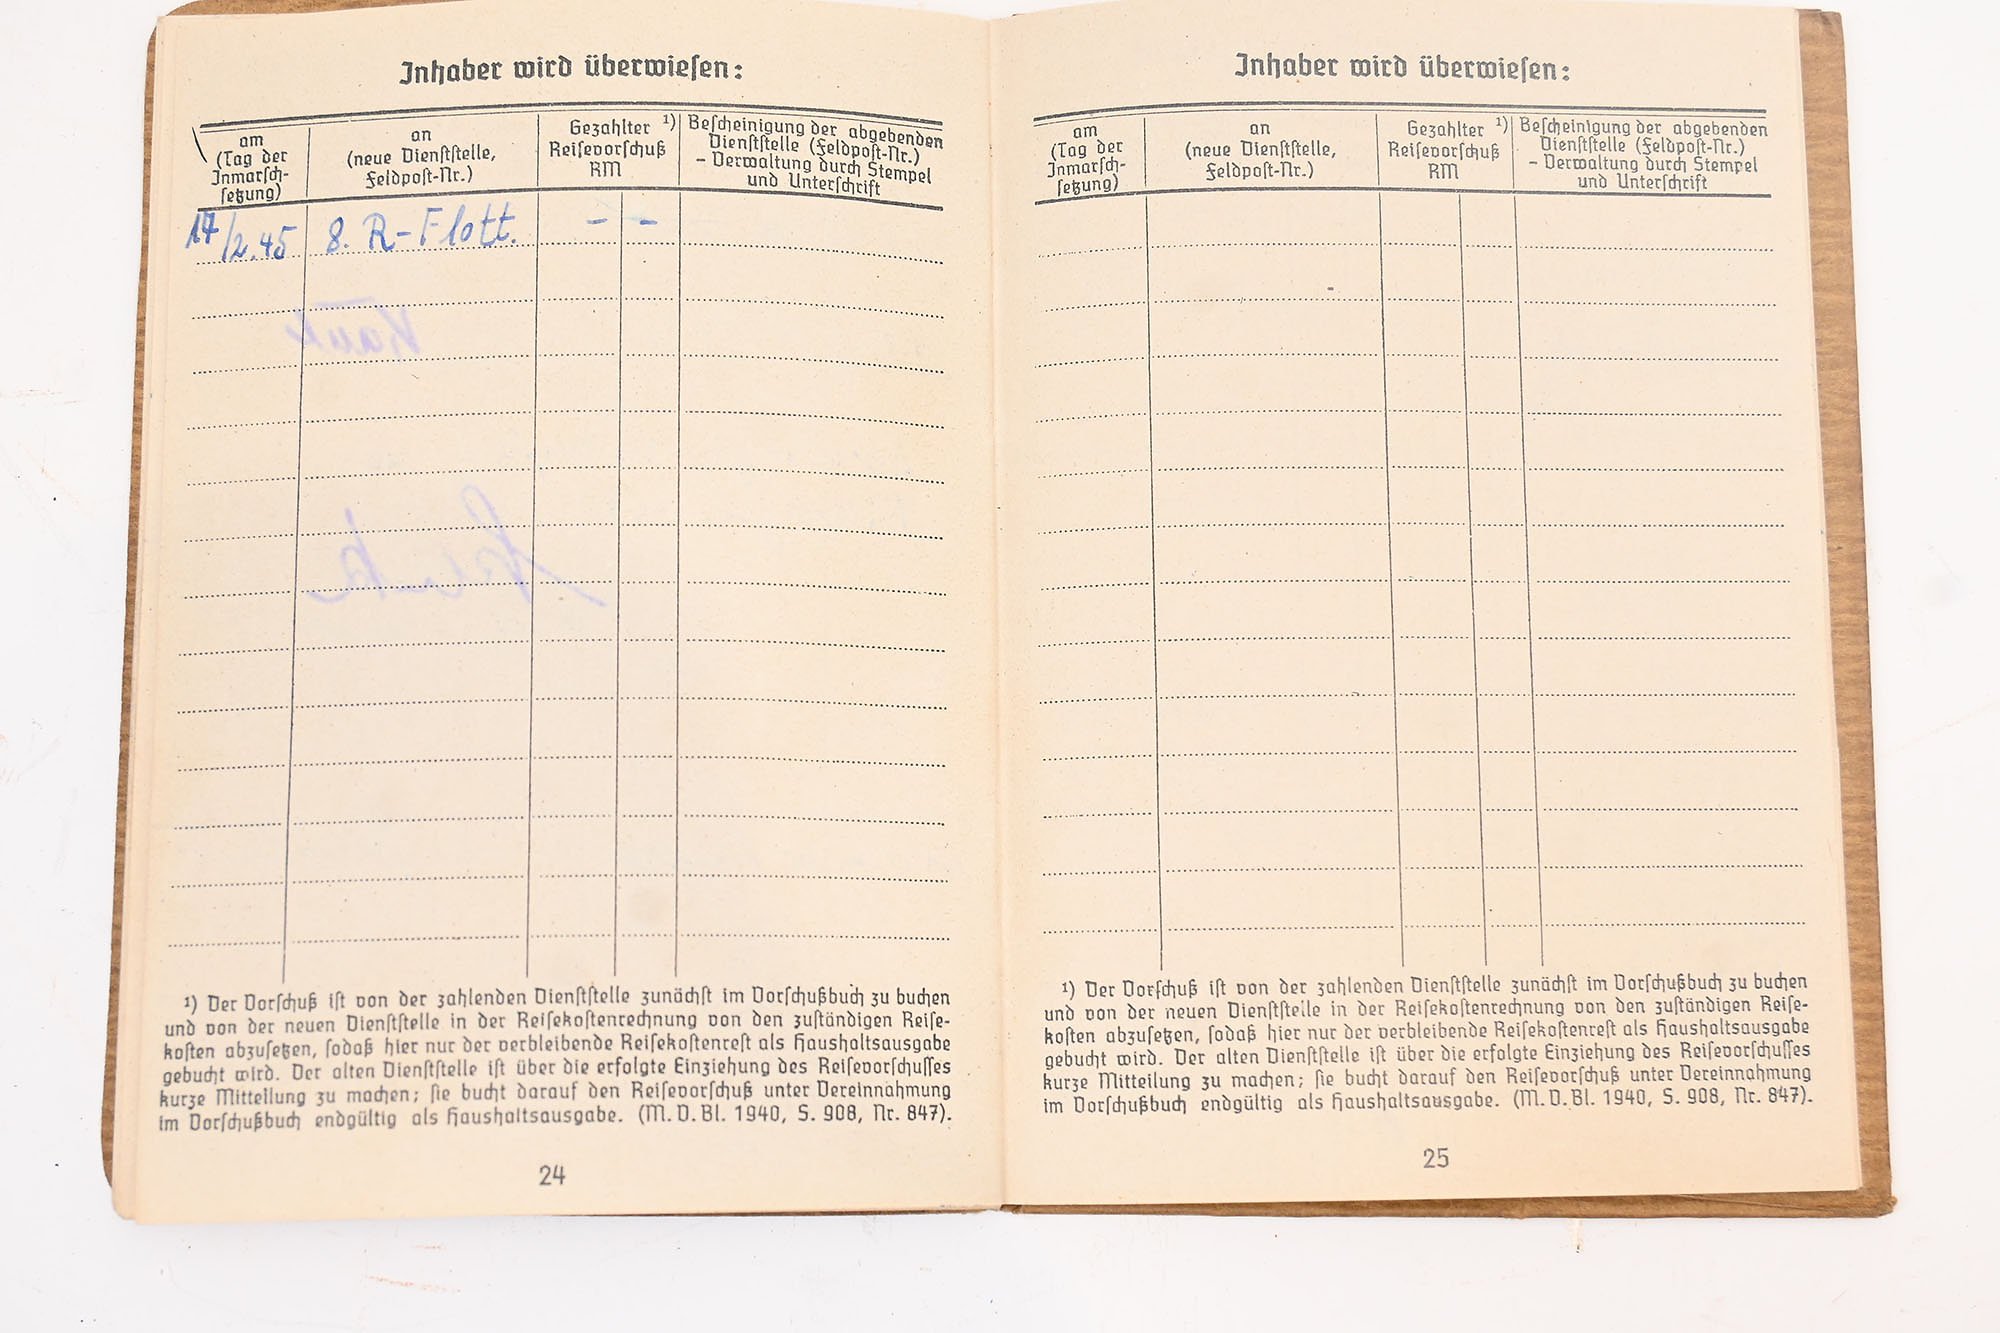 Inhaber wird überwiesen:
am
(Tag der
Inmarsch-
setzung)
an
(neue Dienststelle,
Feldpost-Nr.)
Gezahlter ¹)
Reisevorschuß
RM
Bescheinigung der abgebenden
Dienststelle (Feldpost-Nr.)
- Verwaltung durch Stempel
und Unterschrift
/2.45 8. R-Flott. - -
¹) Der Vorschuß ist von der zahlenden Dienststelle zunächst im Vorschußbuch zu buchen
und von der neuen Dienststelle in der Reisekostenrechnung von den zuständigen Reise-
kosten abzusetzen, sodaß hier nur der verbleibende Reisekostenrest als Haushaltsausgabe
gebucht wird. Der alten Dienststelle ist über die erfolgte Einziehung des Reisevorschusses
kurze Mitteilung zu machen; sie bucht darauf den Reisevorschuß unter Vereinnahmung
im Vorschußbuch endgültig als Haushaltsausgabe. (M. V. Bl. 1940, S. 908, Nr. 847).
24
Inhaber wird überwiesen:
am
(Tag der
Inmarsch-
setzung)
an
(neue Dienststelle,
Feldpost-Nr.)
Gezahlter ¹)
Reisevorschuß
RM
Bescheinigung der abgebenden
Dienststelle (Feldpost-Nr.)
- Verwaltung durch Stempel
und Unterschrift
¹) Der Vorschuß ist von der zahlenden Dienststelle zunächst im Vorschußbuch zu buchen
und von der neuen Dienststelle in der Reisekostenrechnung von den zuständigen Reise-
kosten abzusetzen, sodaß hier nur der verbleibende Reisekostenrest als Haushaltsausgabe
gebucht wird. Der alten Dienststelle ist über die erfolgte Einziehung des Reisevorschusses
kurze Mitteilung zu machen; sie bucht darauf den Reisevorschuß unter Vereinnahmung
im Vorschußbuch endgültig als Haushaltsausgabe. (M. V. Bl. 1940, S. 908, Nr. 847).
25